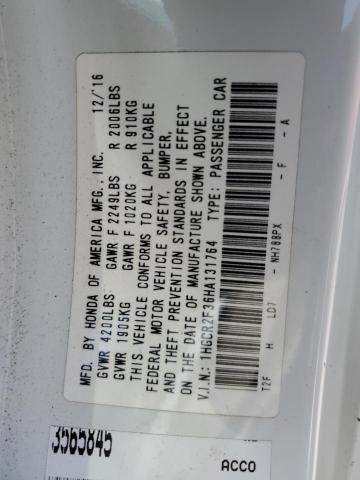 MFD. BY HONDA OF AMERICA MFG., INC. 12/16
GVWR 4200LBS GAWR F 2249LBS R 2006LBS
GVWR 1905KG GAWR F 1020KG R 910KG
THIS VEHICLE CONFORMS TO ALL APPLICABLE
FEDERAL MOTOR VEHICLE SAFETY, BUMPER,
AND THEFT PREVENTION STANDARDS IN EFFECT
ON THE DATE OF MANUFACTURE SHOWN ABOVE.
V.I.N.: 1HGCR2F36HA131764 TYPE: PASSENGER CAR
NH788PX - F - A
T2F H LD7
3565845
ACCO